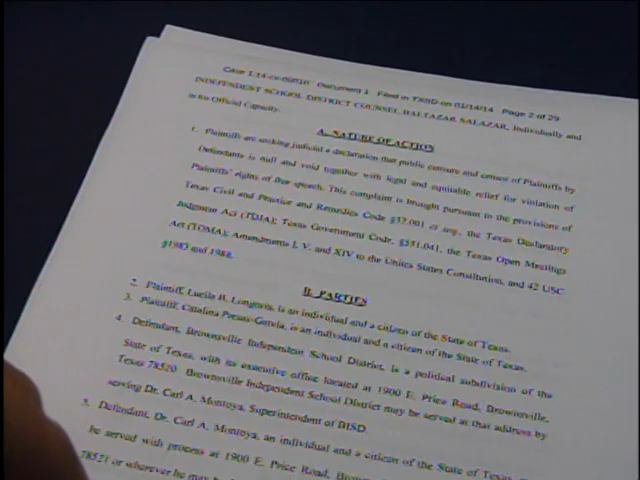 Case 1:14-cv-00010 Document 1 Filed in TXSD on 01/14/14 Page 2 of 29
INDEPENDENT SCHOOL DISTRICT COUNSEL BALTAZAR SALAZAR, Individually and
in his Official Capacity.
A. NATURE OF ACTION
1. Plaintiffs are seeking judicial a declaration that public censure and censor of Plaintiffs by
Defendants is null and void together with legal and equitable relief for violation of
Plaintiffs' rights of free speech. This complaint is brought pursuant to the provisions of
Texas Civil and Practice and Remedies Code §37.001 et seq., the Texas Declaratory
Judgment Act (TDJA); Texas Government Code, §551.041, the Texas Open Meetings
Act (TOMA); Amendments I, V, and XIV to the United States Constitution, and 42 USC
§1983 and 1988.
B. PARTIES
2. Plaintiff, Lucila B. Longoria, is an individual and a citizen of the State of Texas.
3. Plaintiff, Catalina Presas-Garcia, is an individual and a citizen of the State of Texas.
4. Defendant, Brownsville Independent School District, is a political subdivision of the
State of Texas, with its executive office located at 1900 E. Price Road, Brownsville,
Texas 78520. Brownsville Independent School District may be served at that address by
serving Dr. Carl A. Montoya, Superintendent of BISD.
5. Defendant, Dr. Carl A. Montoya, an individual and a citizen of the State of Texas
be served with process at 1900 E. Price Road,
78521 or wherever he may be